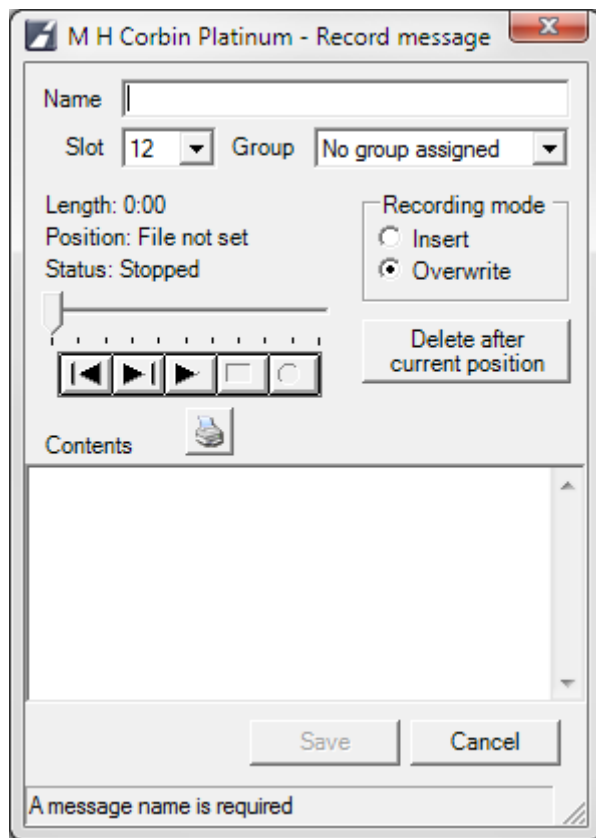 M H Corbin Platinum - Record message
Name
Slot 12 Group No group assigned
Length: 0:00
Position: File not set
Status: Stopped
Recording mode
Insert
Overwrite
Delete after
current position
Contents
Save Cancel
A message name is required